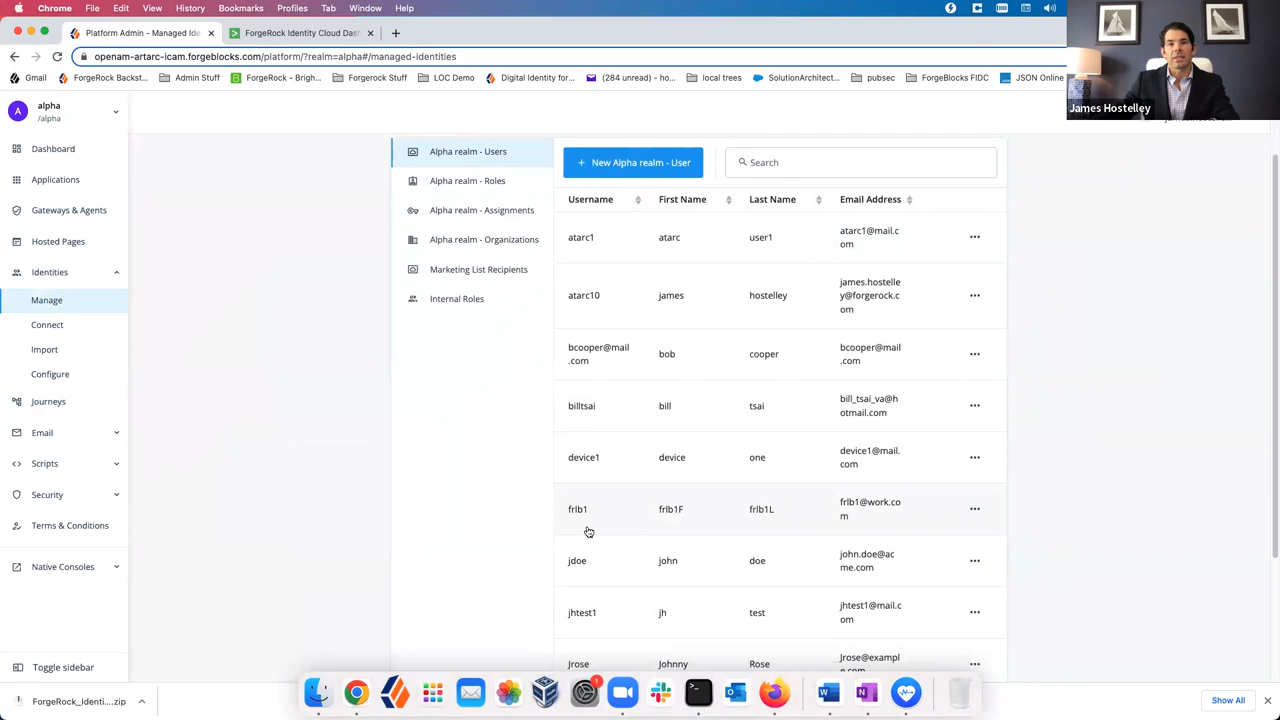 Chrome File Edit View History Bookmarks Profiles Tab Window Help
Platform Admin - Managed Ide
ForgeRock Identity Cloud Dash
openam-artarc-icam.forgeblocks.com/platform/?realm=alpha#/managed-identities
Gmail ForgeRock Backst... Admin Stuff ForgeRock - Brigh... Forgerock Stuff LOC Demo Digital Identity for... (284 unread) - ho... local trees SolutionArchitect... pubsec ForgeBlocks FIDC JSON Online
James Hostelley
A
alpha
/alpha
Dashboard
Applications
Gateways & Agents
Hosted Pages
Identities
Manage
Connect
Import
Configure
Journeys
Email
Scripts
Security
Terms & Conditions
Native Consoles
Toggle sidebar
Alpha realm - Users
Alpha realm - Roles
Alpha realm - Assignments
Alpha realm - Organizations
Marketing List Recipients
Internal Roles
+ New Alpha realm - User
Search
Username First Name Last Name Email Address
atarc1 atarc user1 atarc1@mail.c
om
atarc10 james hostelley james.hostelle
y@forgerock.c
om
bcooper@mail bob cooper bcooper@mail
.com .com
billtsai bill tsai bill_tsai_va@h
otmail.com
device1 device one device1@mail.
com
frlb1 frlb1F frlb1L frlb1@work.co
m
jdoe john doe john.doe@ac
me.com
jhtest1 jh test jhtest1@mail.c
om
Jrose Johnny Rose Jrose@exampl
e.com
1
ForgeRock_Identi....zip
Show All